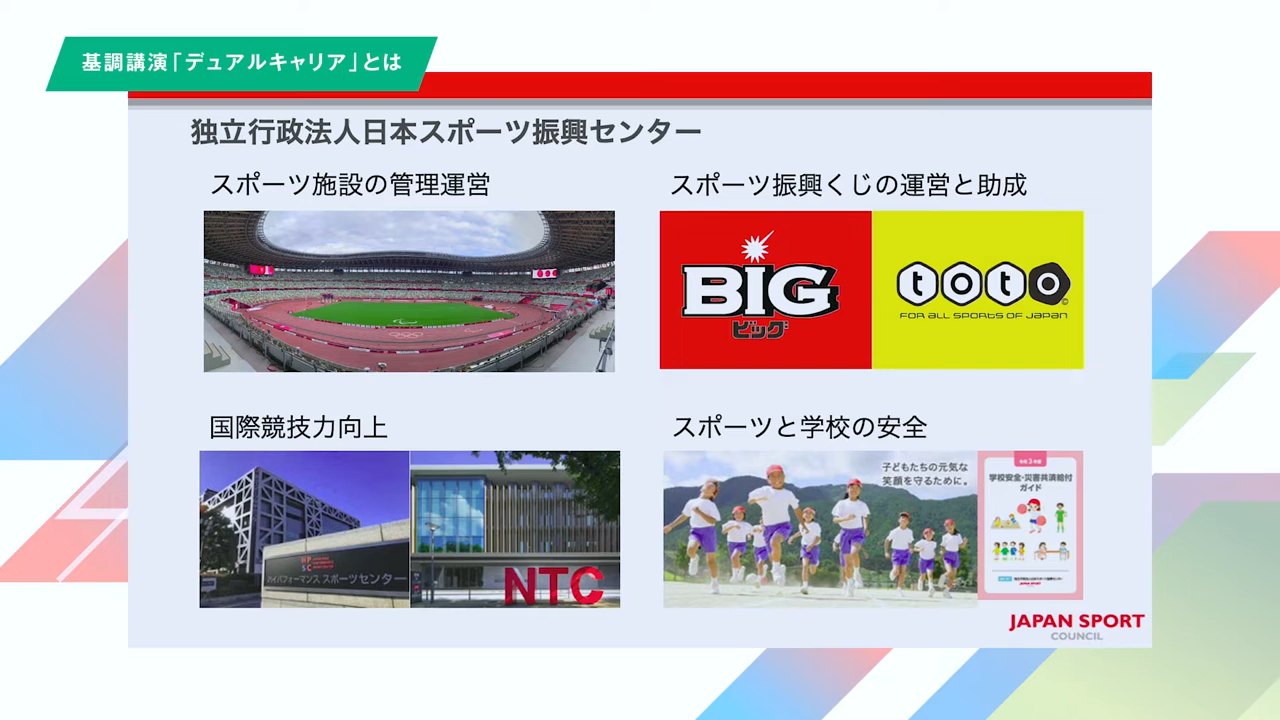 基調講演「デュアルキャリア」とは
独立行政法人日本スポーツ振興センター
スポーツ施設の管理運営
スポーツ振興くじの運営と助成
BIG
ビッグ
toto
FOR ALL SPORTS OF JAPAN
国際競技力向上
スポーツと学校の安全
ハイパフォーマンス スポーツセンター
NTC
子どもたちの元気な
笑顔を守るために。
学校安全・災害共済給付
ガイド
JAPAN SPORT
COUNCIL